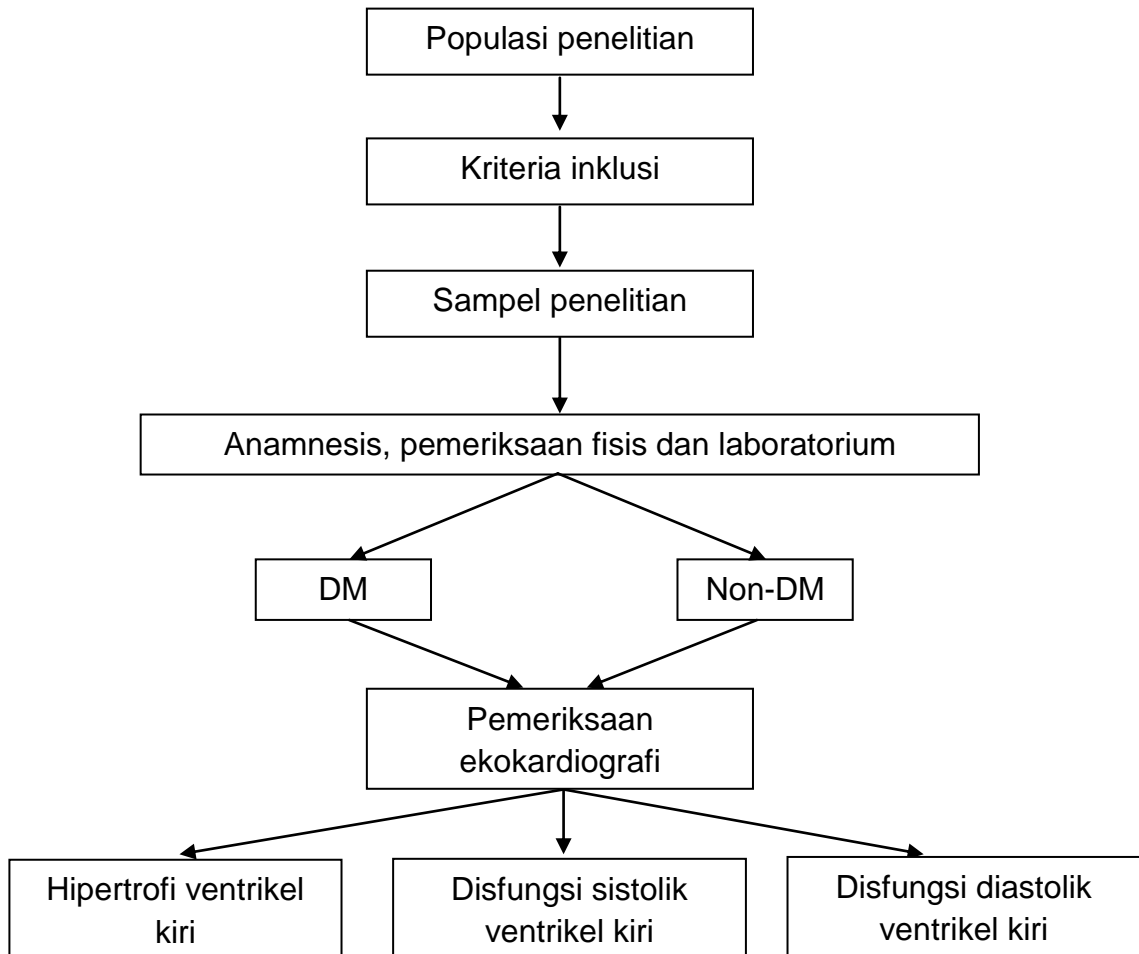 Populasi penelitian
Kriteria inklusi
Sampel penelitian
Anamnesis, pemeriksaan fisis dan laboratorium
DM
Non-DM
Pemeriksaan
ekokardiografi
Hipertrofi ventrikel
kiri
Disfungsi sistolik
ventrikel kiri
Disfungsi diastolik
ventrikel kiri